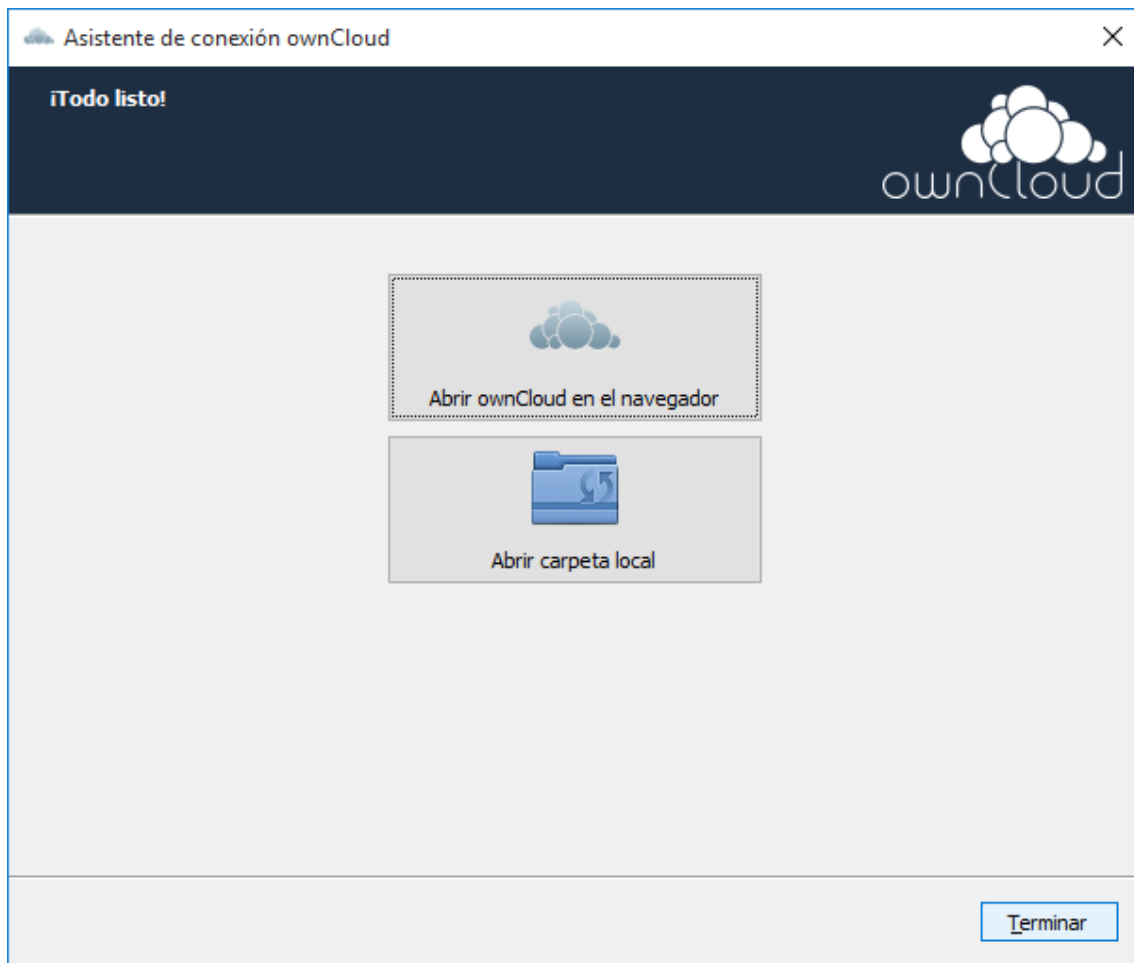 Asistente de conexión ownCloud
¡Todo listo!
ownCloud
Abrir ownCloud en el navegador
Abrir carpeta local
Terminar